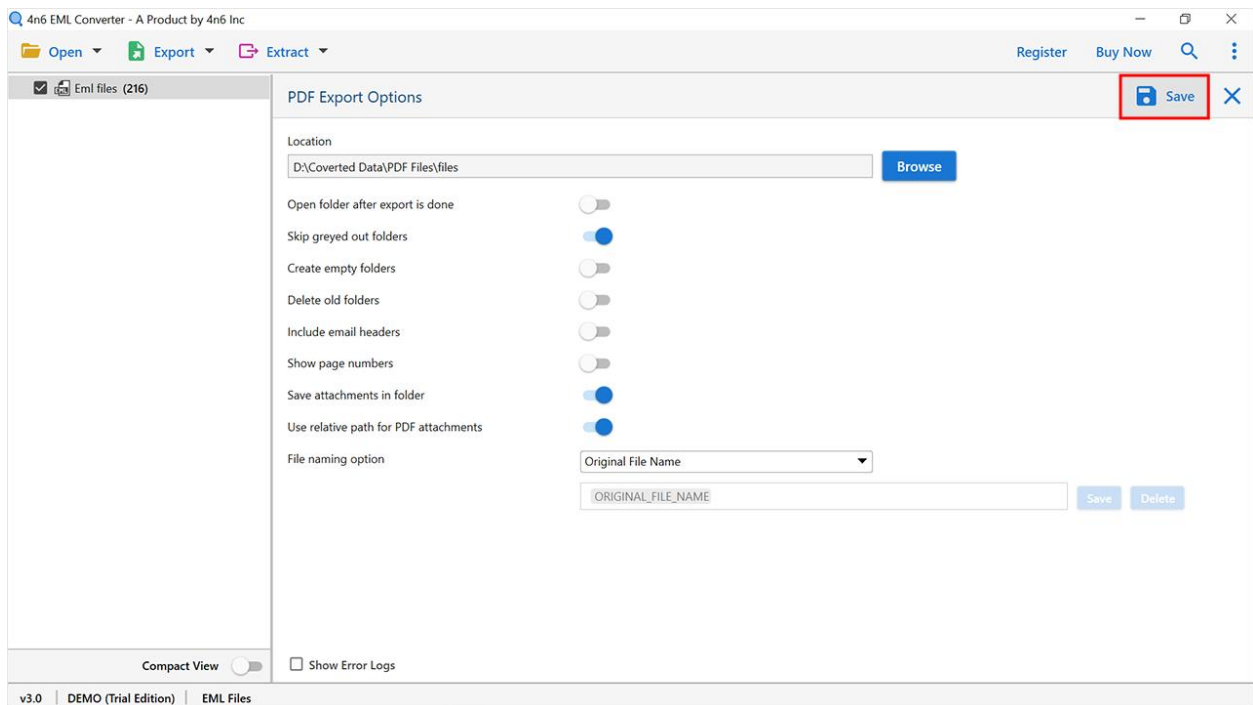 4n6 EML Converter - A Product by 4n6 Inc
Open Export Extract Register Buy Now
Eml files (216)
PDF Export Options Save
Location
D:\Coverted Data\PDF Files\files Browse
Open folder after export is done
Skip greyed out folders
Create empty folders
Delete old folders
Include email headers
Show page numbers
Save attachments in folder
Use relative path for PDF attachments
File naming option Original File Name
ORIGINAL_FILE_NAME Save Delete
Compact View Show Error Logs
v3.0 DEMO (Trial Edition) EML Files